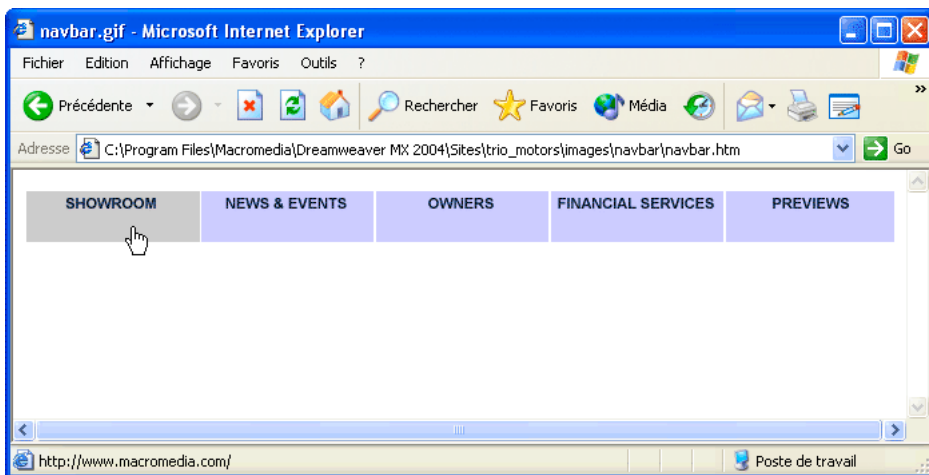 navbar.gif - Microsoft Internet Explorer
Fichier Edition Affichage Favoris Outils ?
Précédente Rechercher Favoris Média »
Adresse C:\Program Files\Macromedia\Dreamweaver MX 2004\Sites\trio_motors\images\navbar\navbar.htm Go
SHOWROOM NEWS & EVENTS OWNERS FINANCIAL SERVICES PREVIEWS
http://www.macromedia.com/ Poste de travail